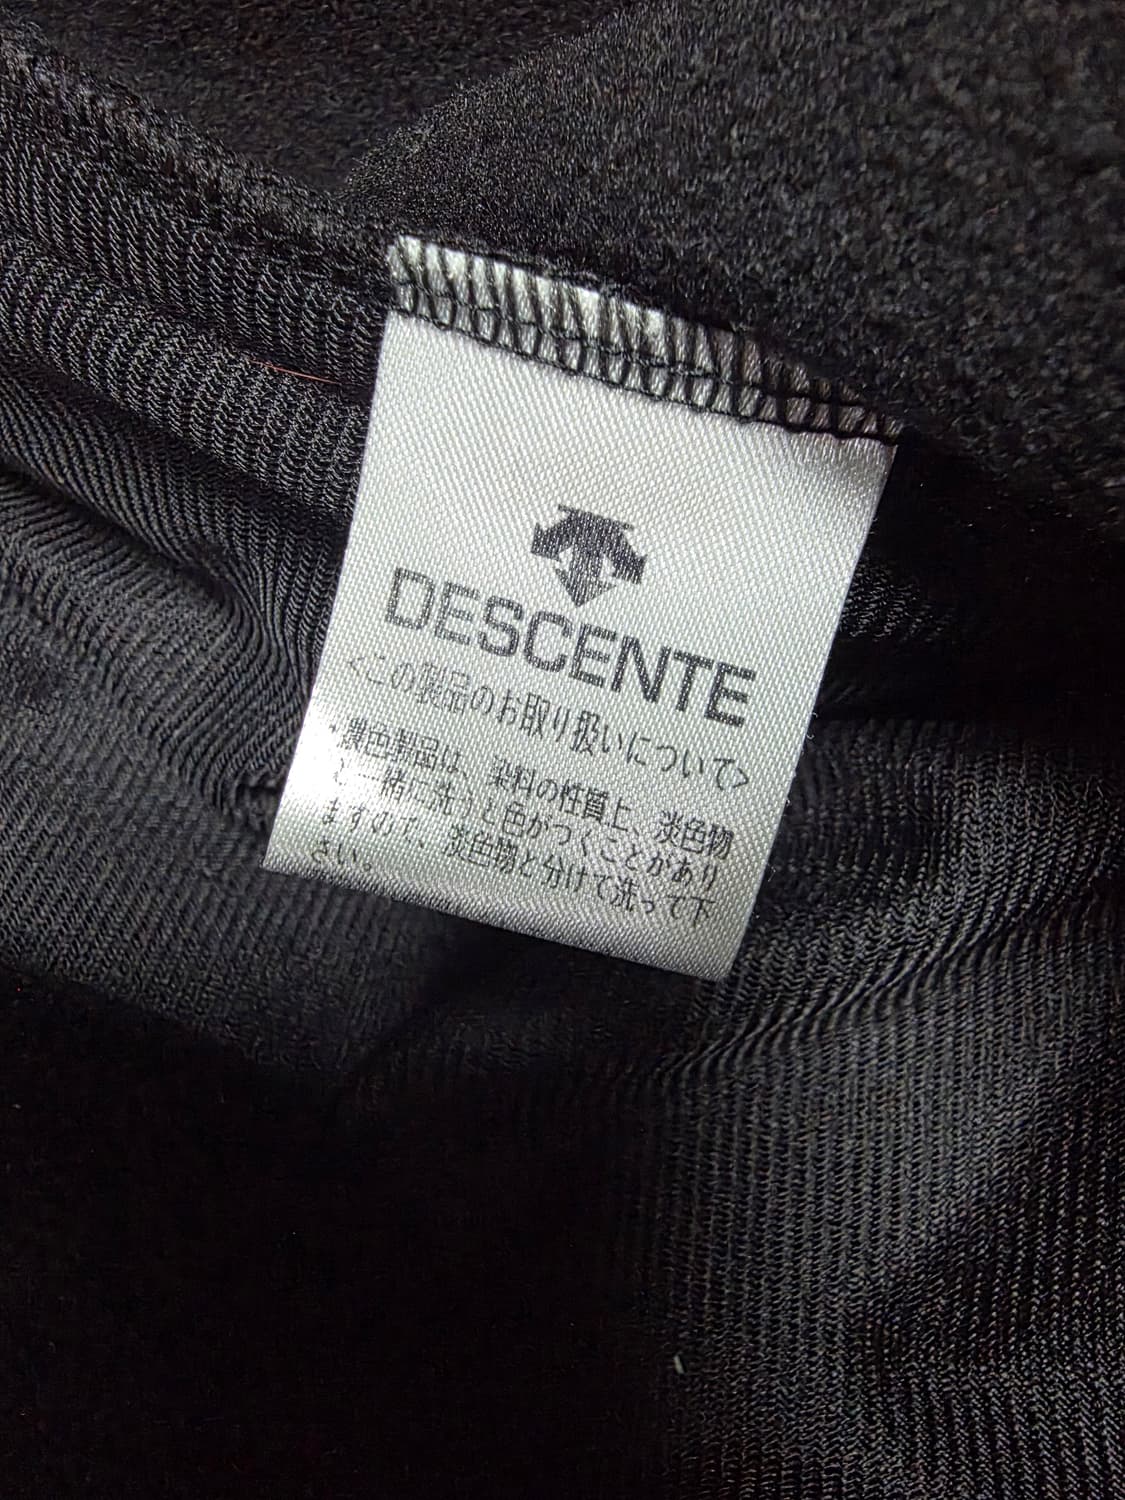 DESCENTE
<この製品のお取り扱いについて>
・濃色製品は、染料の性質上、淡色物
と一緒に洗うと色がつくことがあり
ますので、淡色物と分けて洗って下
さい。